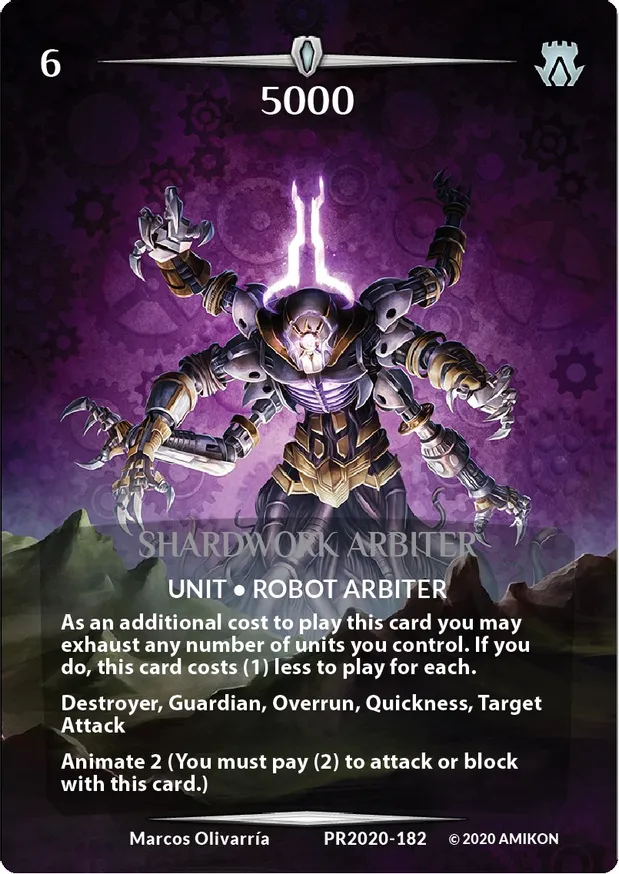 6
5000
SHARDWORK ARBITER
UNIT • ROBOT ARBITER
As an additional cost to play this card you may
exhaust any number of units you control. If you
do, this card costs (1) less to play for each.
Destroyer, Guardian, Overrun, Quickness, Target
Attack
Animate 2 (You must pay (2) to attack or block
with this card.)
Marcos Olivarría PR2020-182 © 2020 AMIKON